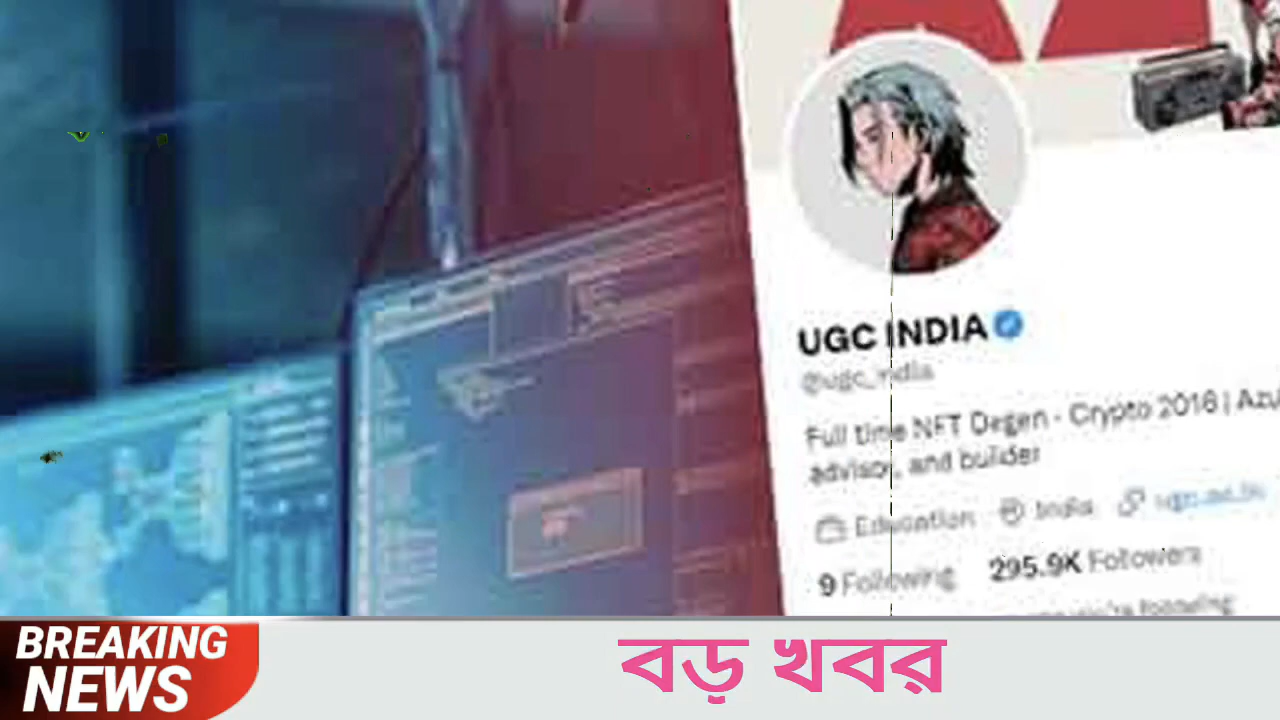 UGC INDIA
@ugc_india
Full time NFT Degen - Crypto 2016 |
advisor, and builder
Education India
9 Following 295.9K Followers
BREAKING
NEWS
বড় খবর